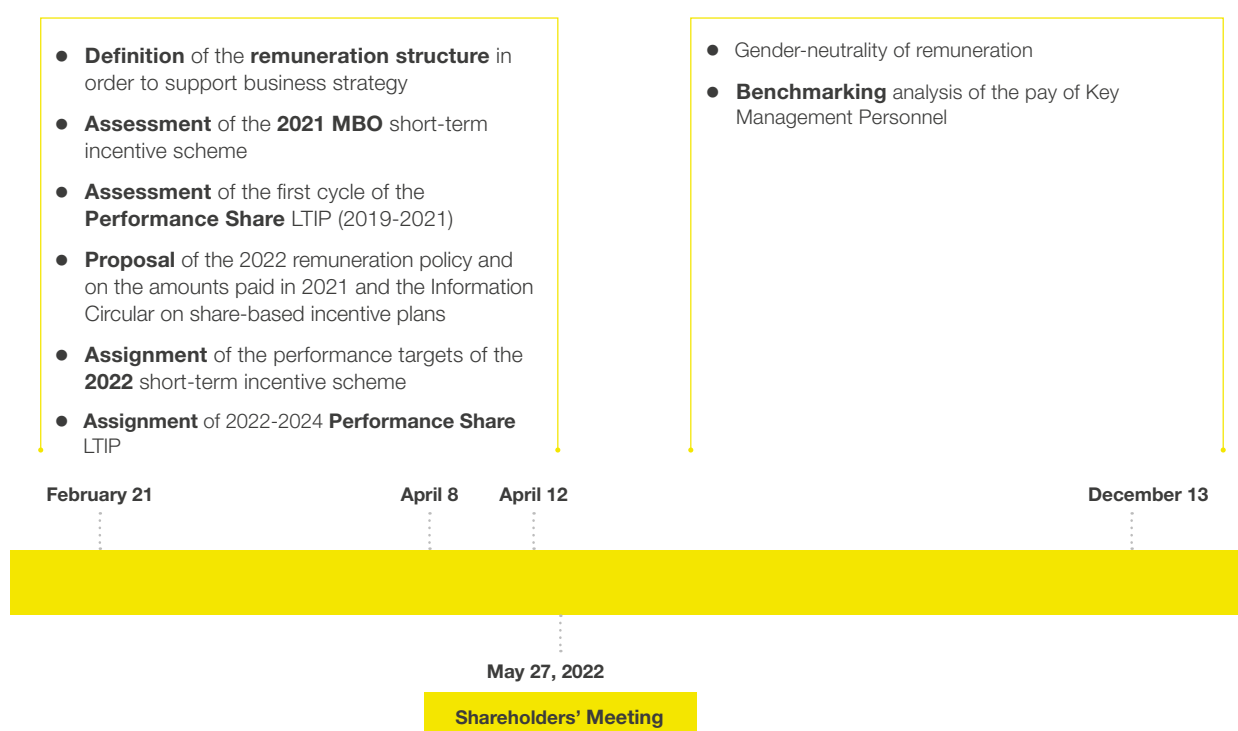 ● Definition of the remuneration structure in
order to support business strategy
● Assessment of the 2021 MBO short-term
incentive scheme
● Assessment of the first cycle of the
Performance Share LTIP (2019-2021)
● Proposal of the 2022 remuneration policy and
on the amounts paid in 2021 and the Information
Circular on share-based incentive plans
● Assignment of the performance targets of the
2022 short-term incentive scheme
● Assignment of 2022-2024 Performance Share
LTIP
● Gender-neutrality of remuneration
● Benchmarking analysis of the pay of Key
Management Personnel
February 21
April 8
April 12
December 13
May 27, 2022
Shareholders’ Meeting